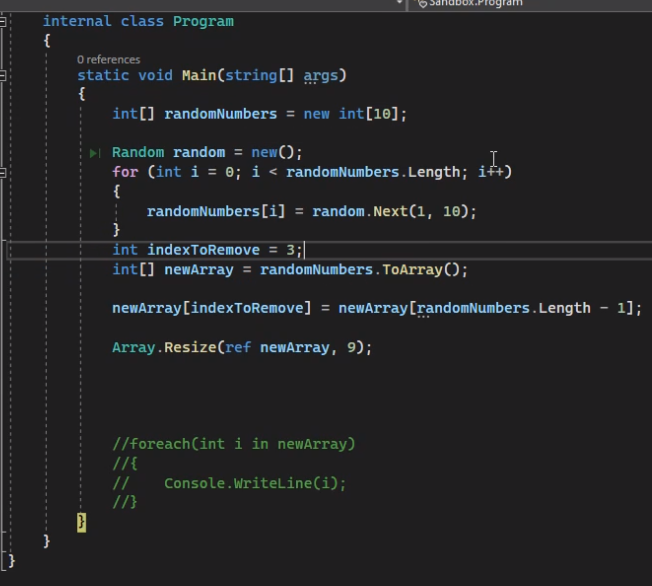 Sandbox.Program
internal class Program
{
0 references
static void Main(string[] args)
{
int[] randomNumbers = new int[10];
Random random = new();
for (int i = 0; i < randomNumbers.Length; i++)
{
randomNumbers[i] = random.Next(1, 10);
}
int indexToRemove = 3;
int[] newArray = randomNumbers.ToArray();
newArray[indexToRemove] = newArray[randomNumbers.Length - 1];
Array.Resize(ref newArray, 9);
//foreach(int i in newArray)
//{
//    Console.WriteLine(i);
//}
}
}
}